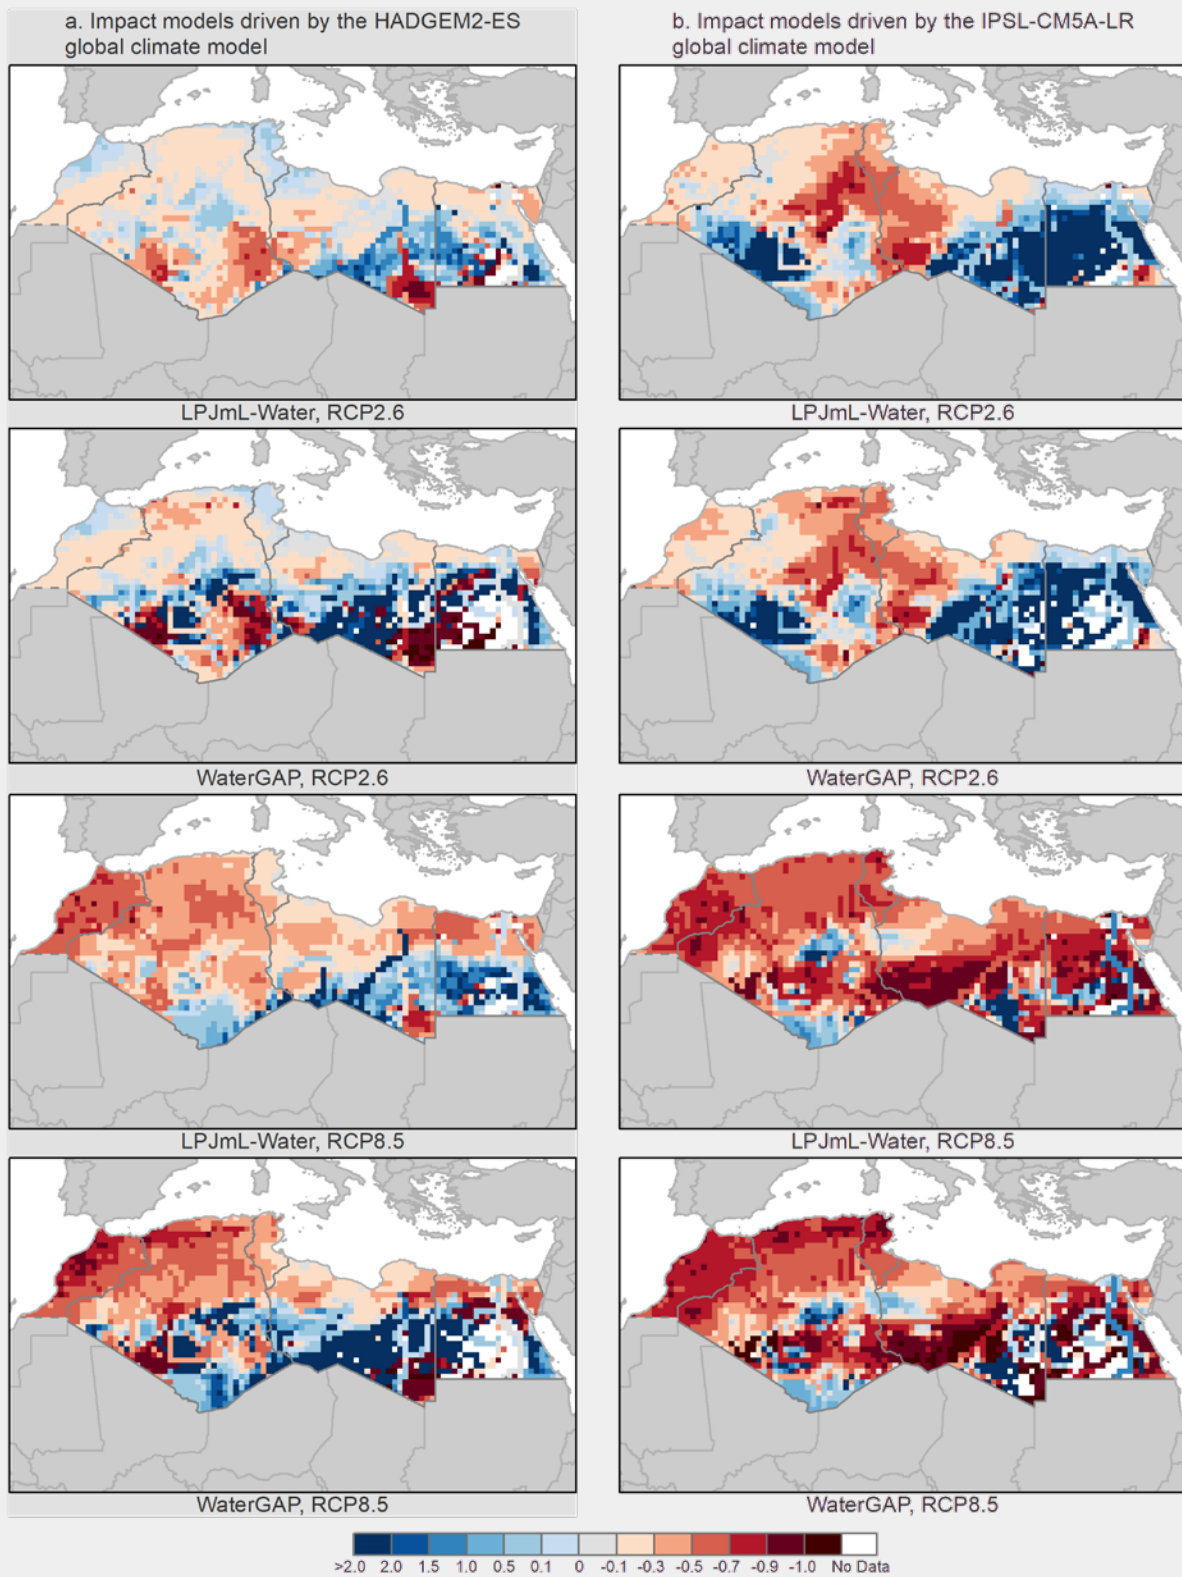 a. Impact models driven by the HADGEM2-ES
global climate model
b. Impact models driven by the IPSL-CM5A-LR
global climate model
LPJmL-Water, RCP2.6
LPJmL-Water, RCP2.6
WaterGAP, RCP2.6
WaterGAP, RCP2.6
LPJmL-Water, RCP8.5
LPJmL-Water, RCP8.5
WaterGAP, RCP8.5
WaterGAP, RCP8.5
>2.0 2.0 1.5 1.0 0.5 0.1 0 -0.1 -0.3 -0.5 -0.7 -0.9 -1.0 No Data